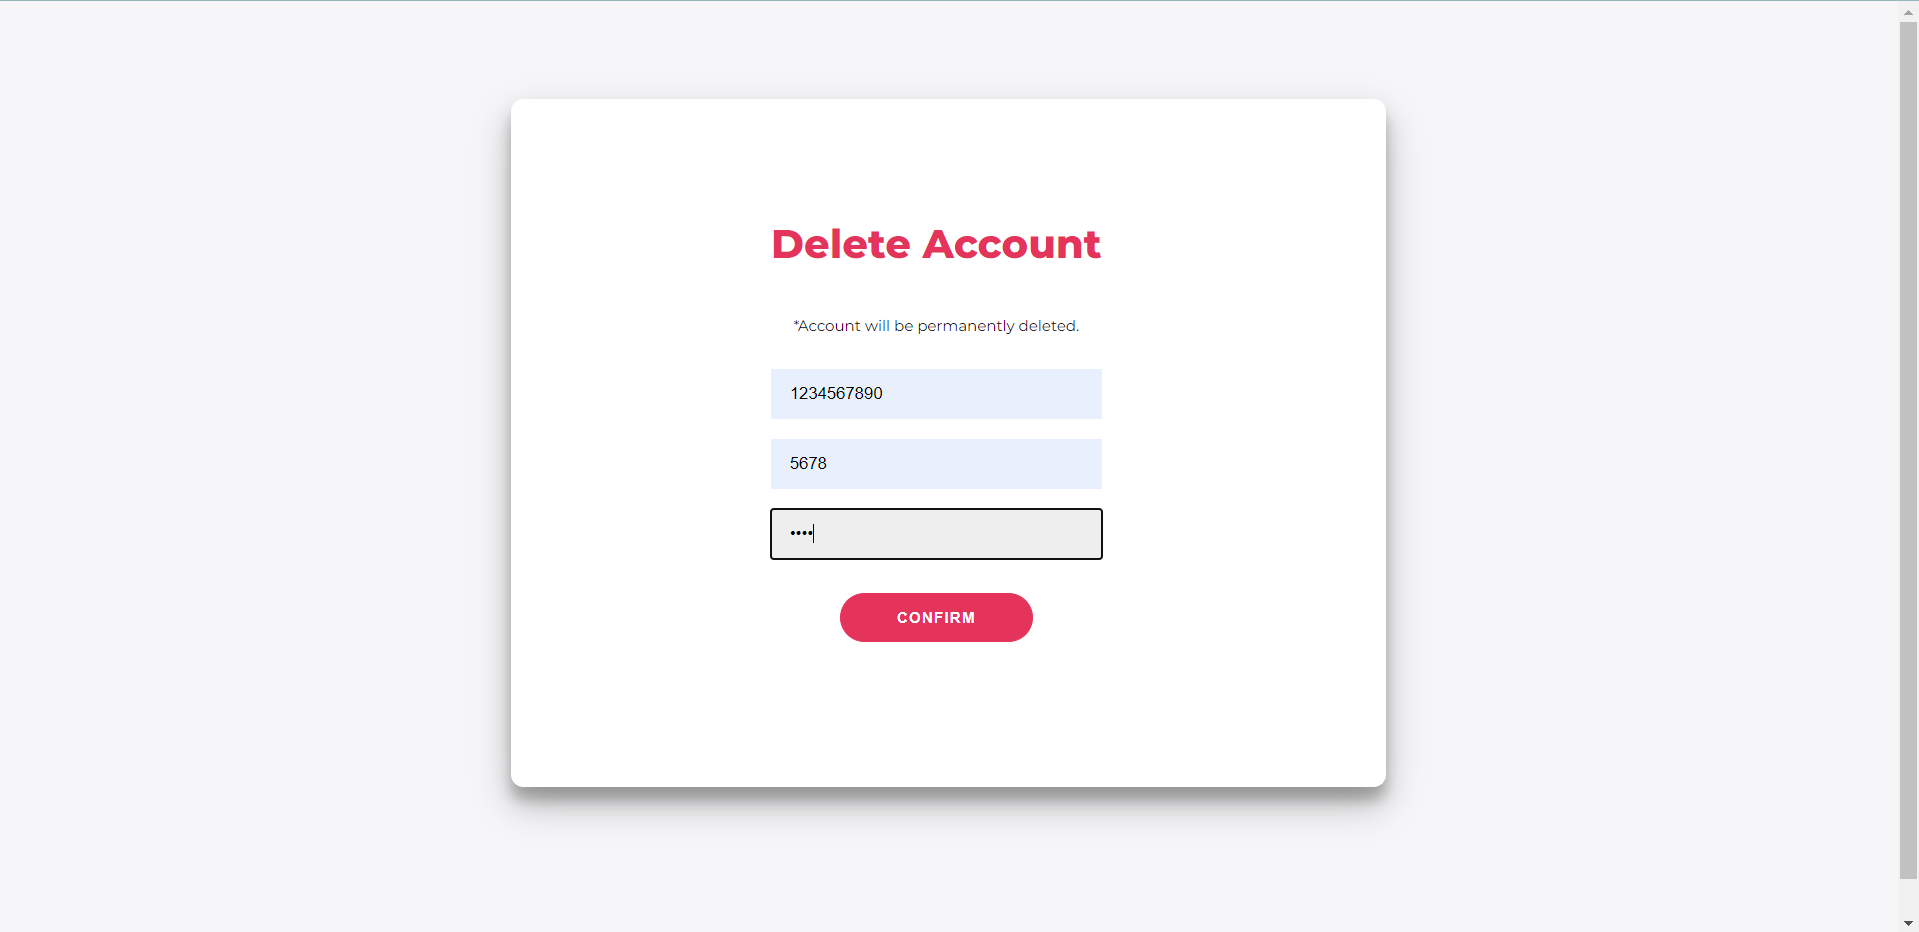 Delete Account
*Account will be permanently deleted.
1234567890
5678
••••
CONFIRM